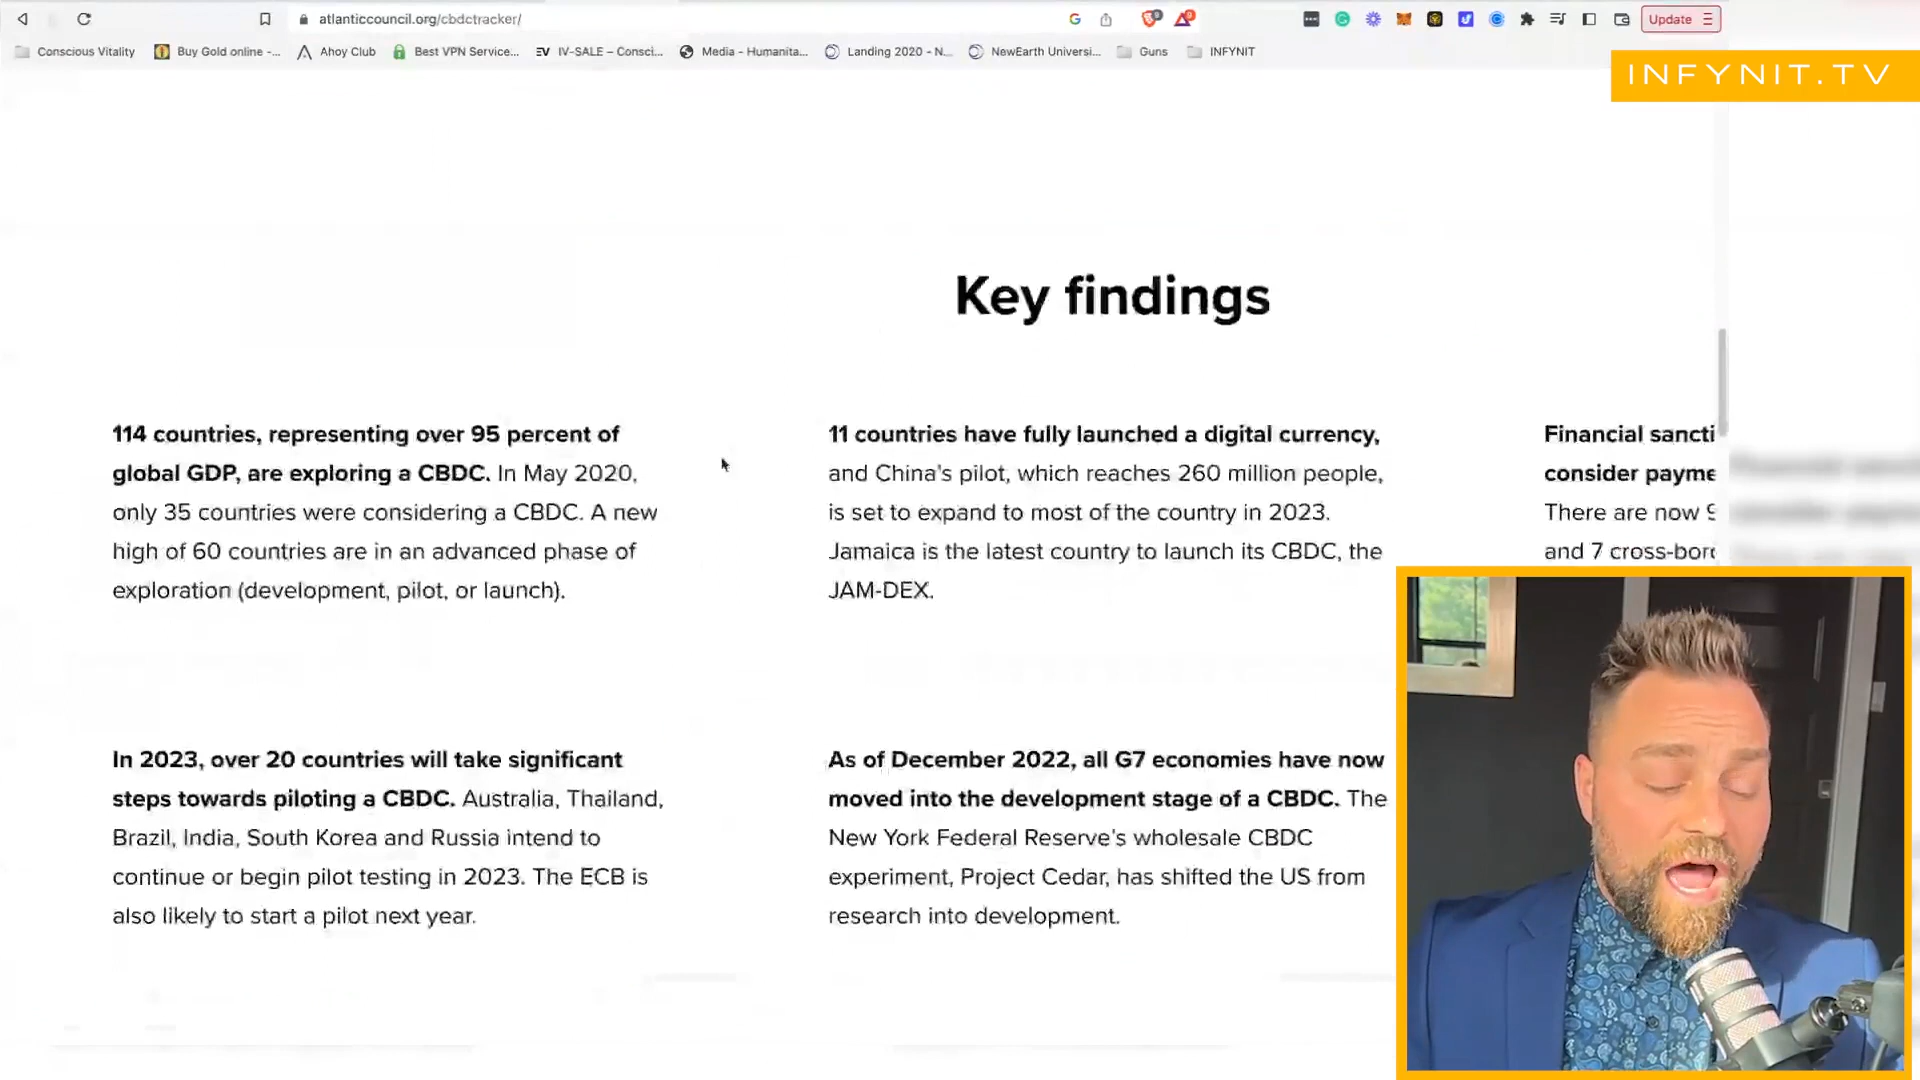 atlanticcouncil.org/cbdctracker/
Update
Conscious Vitality
Buy Gold online -...
Ahoy Club
Best VPN Service...
IV-SALE – Consci...
Media - Humanita...
Landing 2020 - N...
NewEarth Universi...
Guns
INFYNIT
INFYNIT.TV
Key findings
114 countries, representing over 95 percent of
global GDP, are exploring a CBDC. In May 2020,
only 35 countries were considering a CBDC. A new
high of 60 countries are in an advanced phase of
exploration (development, pilot, or launch).
11 countries have fully launched a digital currency,
and China's pilot, which reaches 260 million people,
is set to expand to most of the country in 2023.
Jamaica is the latest country to launch its CBDC, the
JAM-DEX.
Financial sancti
consider payme
There are now 9
and 7 cross-bor
In 2023, over 20 countries will take significant
steps towards piloting a CBDC. Australia, Thailand,
Brazil, India, South Korea and Russia intend to
continue or begin pilot testing in 2023. The ECB is
also likely to start a pilot next year.
As of December 2022, all G7 economies have now
moved into the development stage of a CBDC. The
New York Federal Reserve's wholesale CBDC
experiment, Project Cedar, has shifted the US from
research into development.